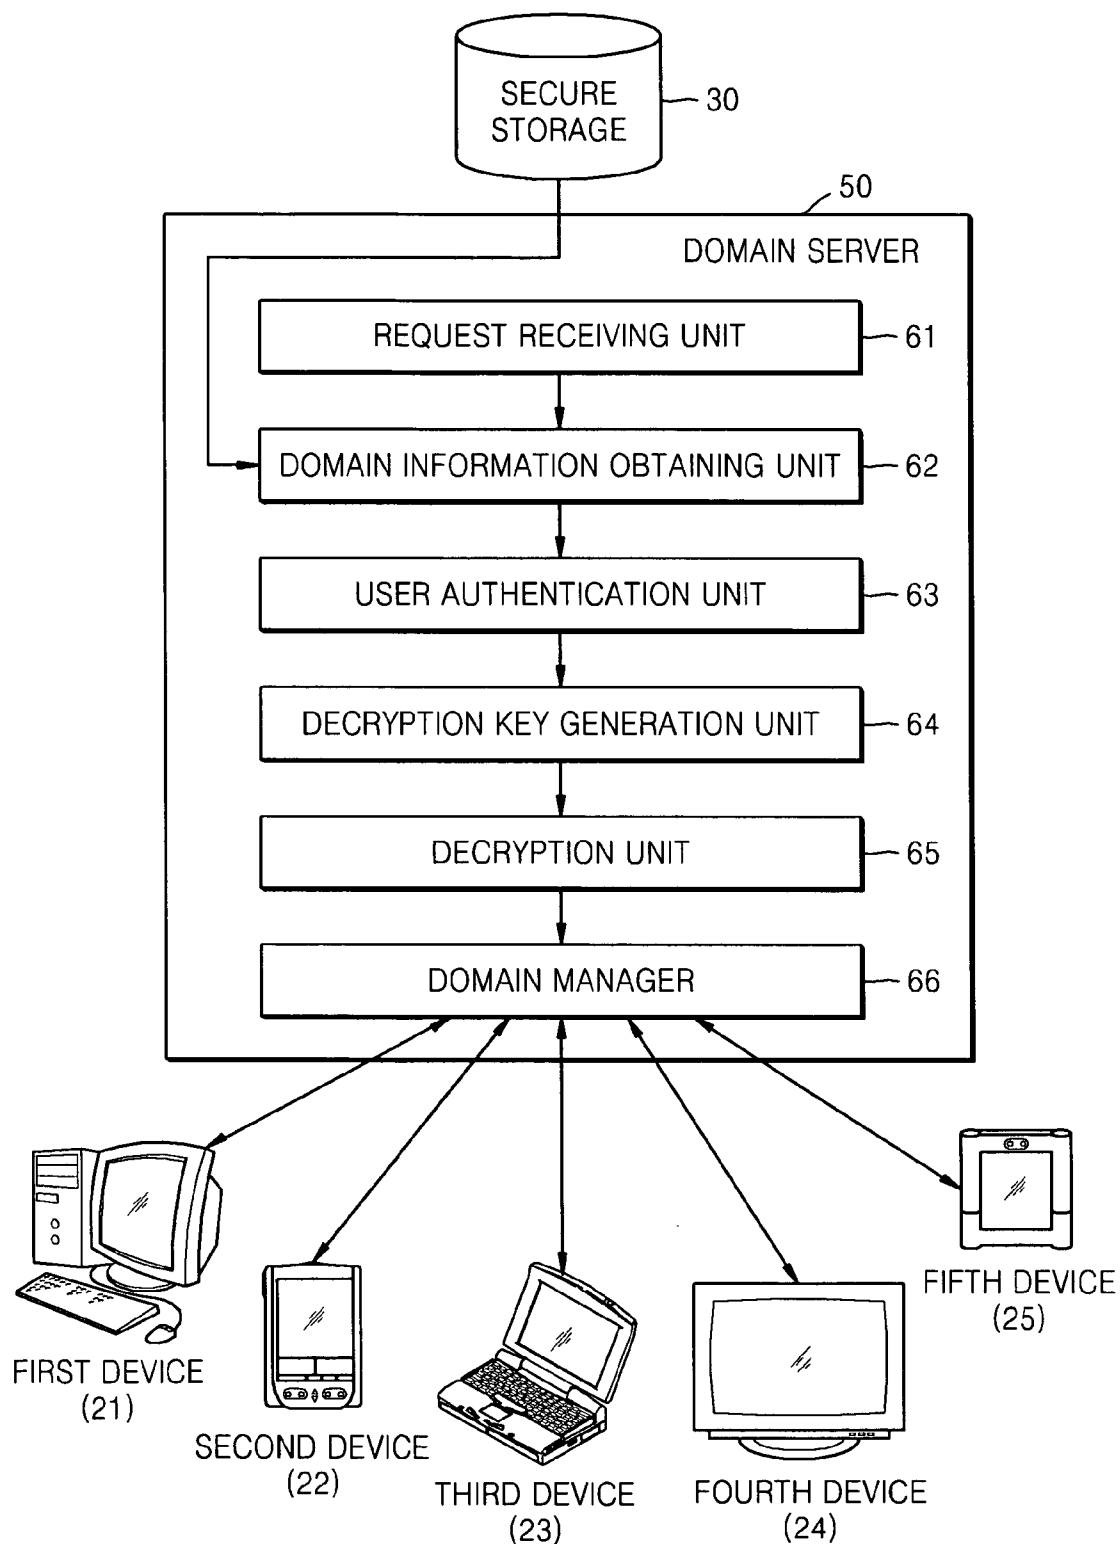 SECURE
STORAGE
30
50
DOMAIN SERVER
REQUEST RECEIVING UNIT
61
DOMAIN INFORMATION OBTAINING UNIT
62
USER AUTHENTICATION UNIT
63
DECRYPTION KEY GENERATION UNIT
64
DECRYPTION UNIT
65
DOMAIN MANAGER
66
FIRST DEVICE
(21)
SECOND DEVICE
(22)
THIRD DEVICE
(23)
FOURTH DEVICE
(24)
FIFTH DEVICE
(25)